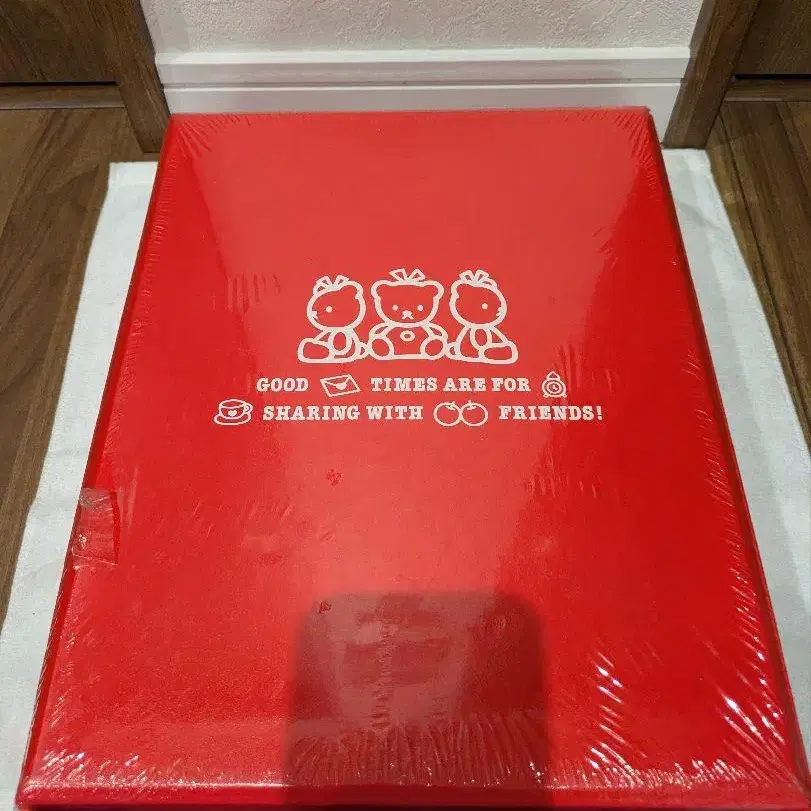 GOOD TIMES ARE FOR
SHARING WITH FRIENDS!